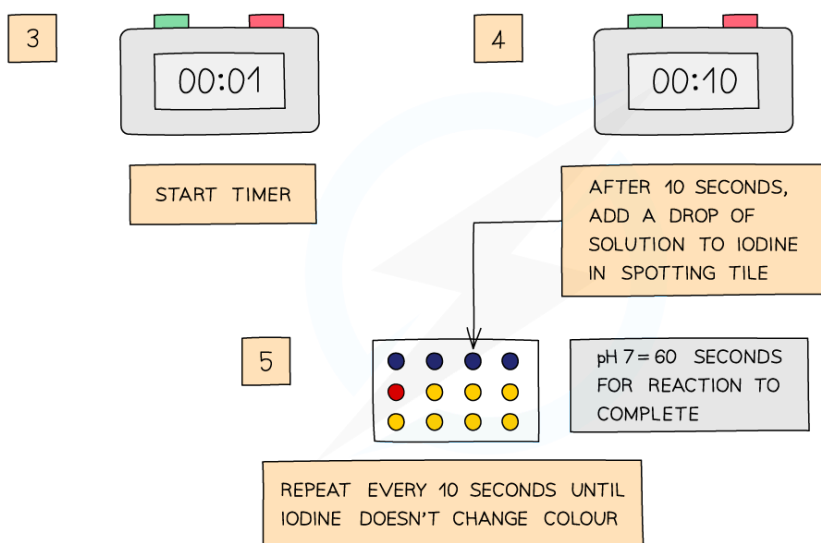 3
00:01
START TIMER
4
00:10
AFTER 10 SECONDS,
ADD A DROP OF
SOLUTION TO IODINE
IN SPOTTING TILE
5
pH 7 = 60 SECONDS
FOR REACTION TO
COMPLETE
REPEAT EVERY 10 SECONDS UNTIL
IODINE DOESN'T CHANGE COLOUR